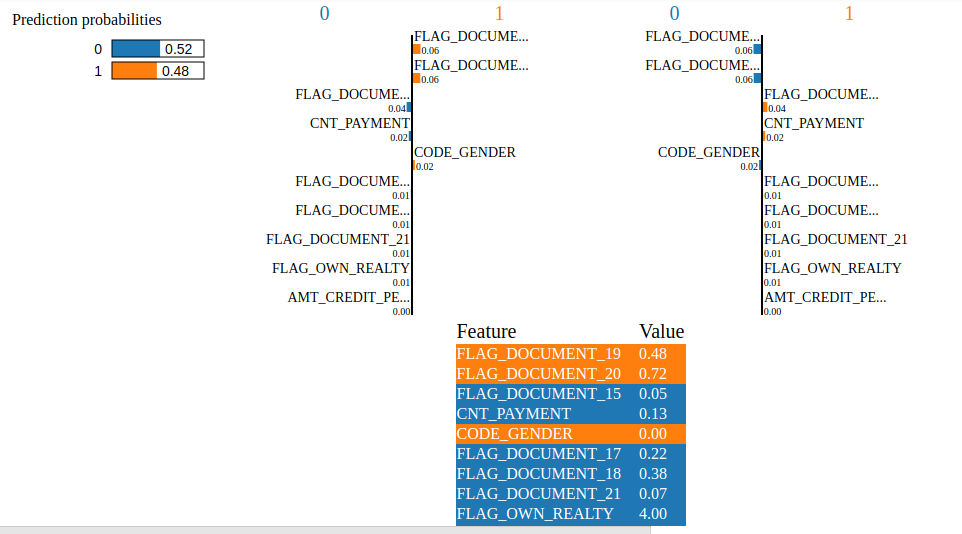 Prediction probabilities
0 0.52
1 0.48
0 1
FLAG_DOCUME...
0.06
FLAG_DOCUME...
0.06
FLAG_DOCUME...
0.04
CNT_PAYMENT
0.02
CODE_GENDER
0.02
FLAG_DOCUME...
0.01
FLAG_DOCUME...
0.01
FLAG_DOCUMENT_21
0.01
FLAG_OWN_REALTY
0.01
AMT_CREDIT_PE...
0.00
0 1
FLAG_DOCUME...
0.06
FLAG_DOCUME...
0.06
FLAG_DOCUME...
0.04
CNT_PAYMENT
0.02
CODE_GENDER
0.02
FLAG_DOCUME...
0.01
FLAG_DOCUME...
0.01
FLAG_DOCUMENT_21
0.01
FLAG_OWN_REALTY
0.01
AMT_CREDIT_PE...
0.00
Feature Value
FLAG_DOCUMENT_19 0.48
FLAG_DOCUMENT_20 0.72
FLAG_DOCUMENT_15 0.05
CNT_PAYMENT 0.13
CODE_GENDER 0.00
FLAG_DOCUMENT_17 0.22
FLAG_DOCUMENT_18 0.38
FLAG_DOCUMENT_21 0.07
FLAG_OWN_REALTY 4.00